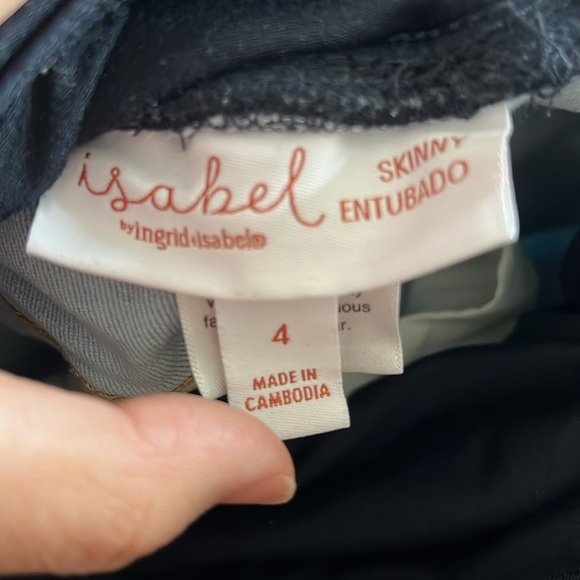 isabel
by ingrid+isabel®
SKINNY
ENTUBADO
4
MADE IN
CAMBODIA